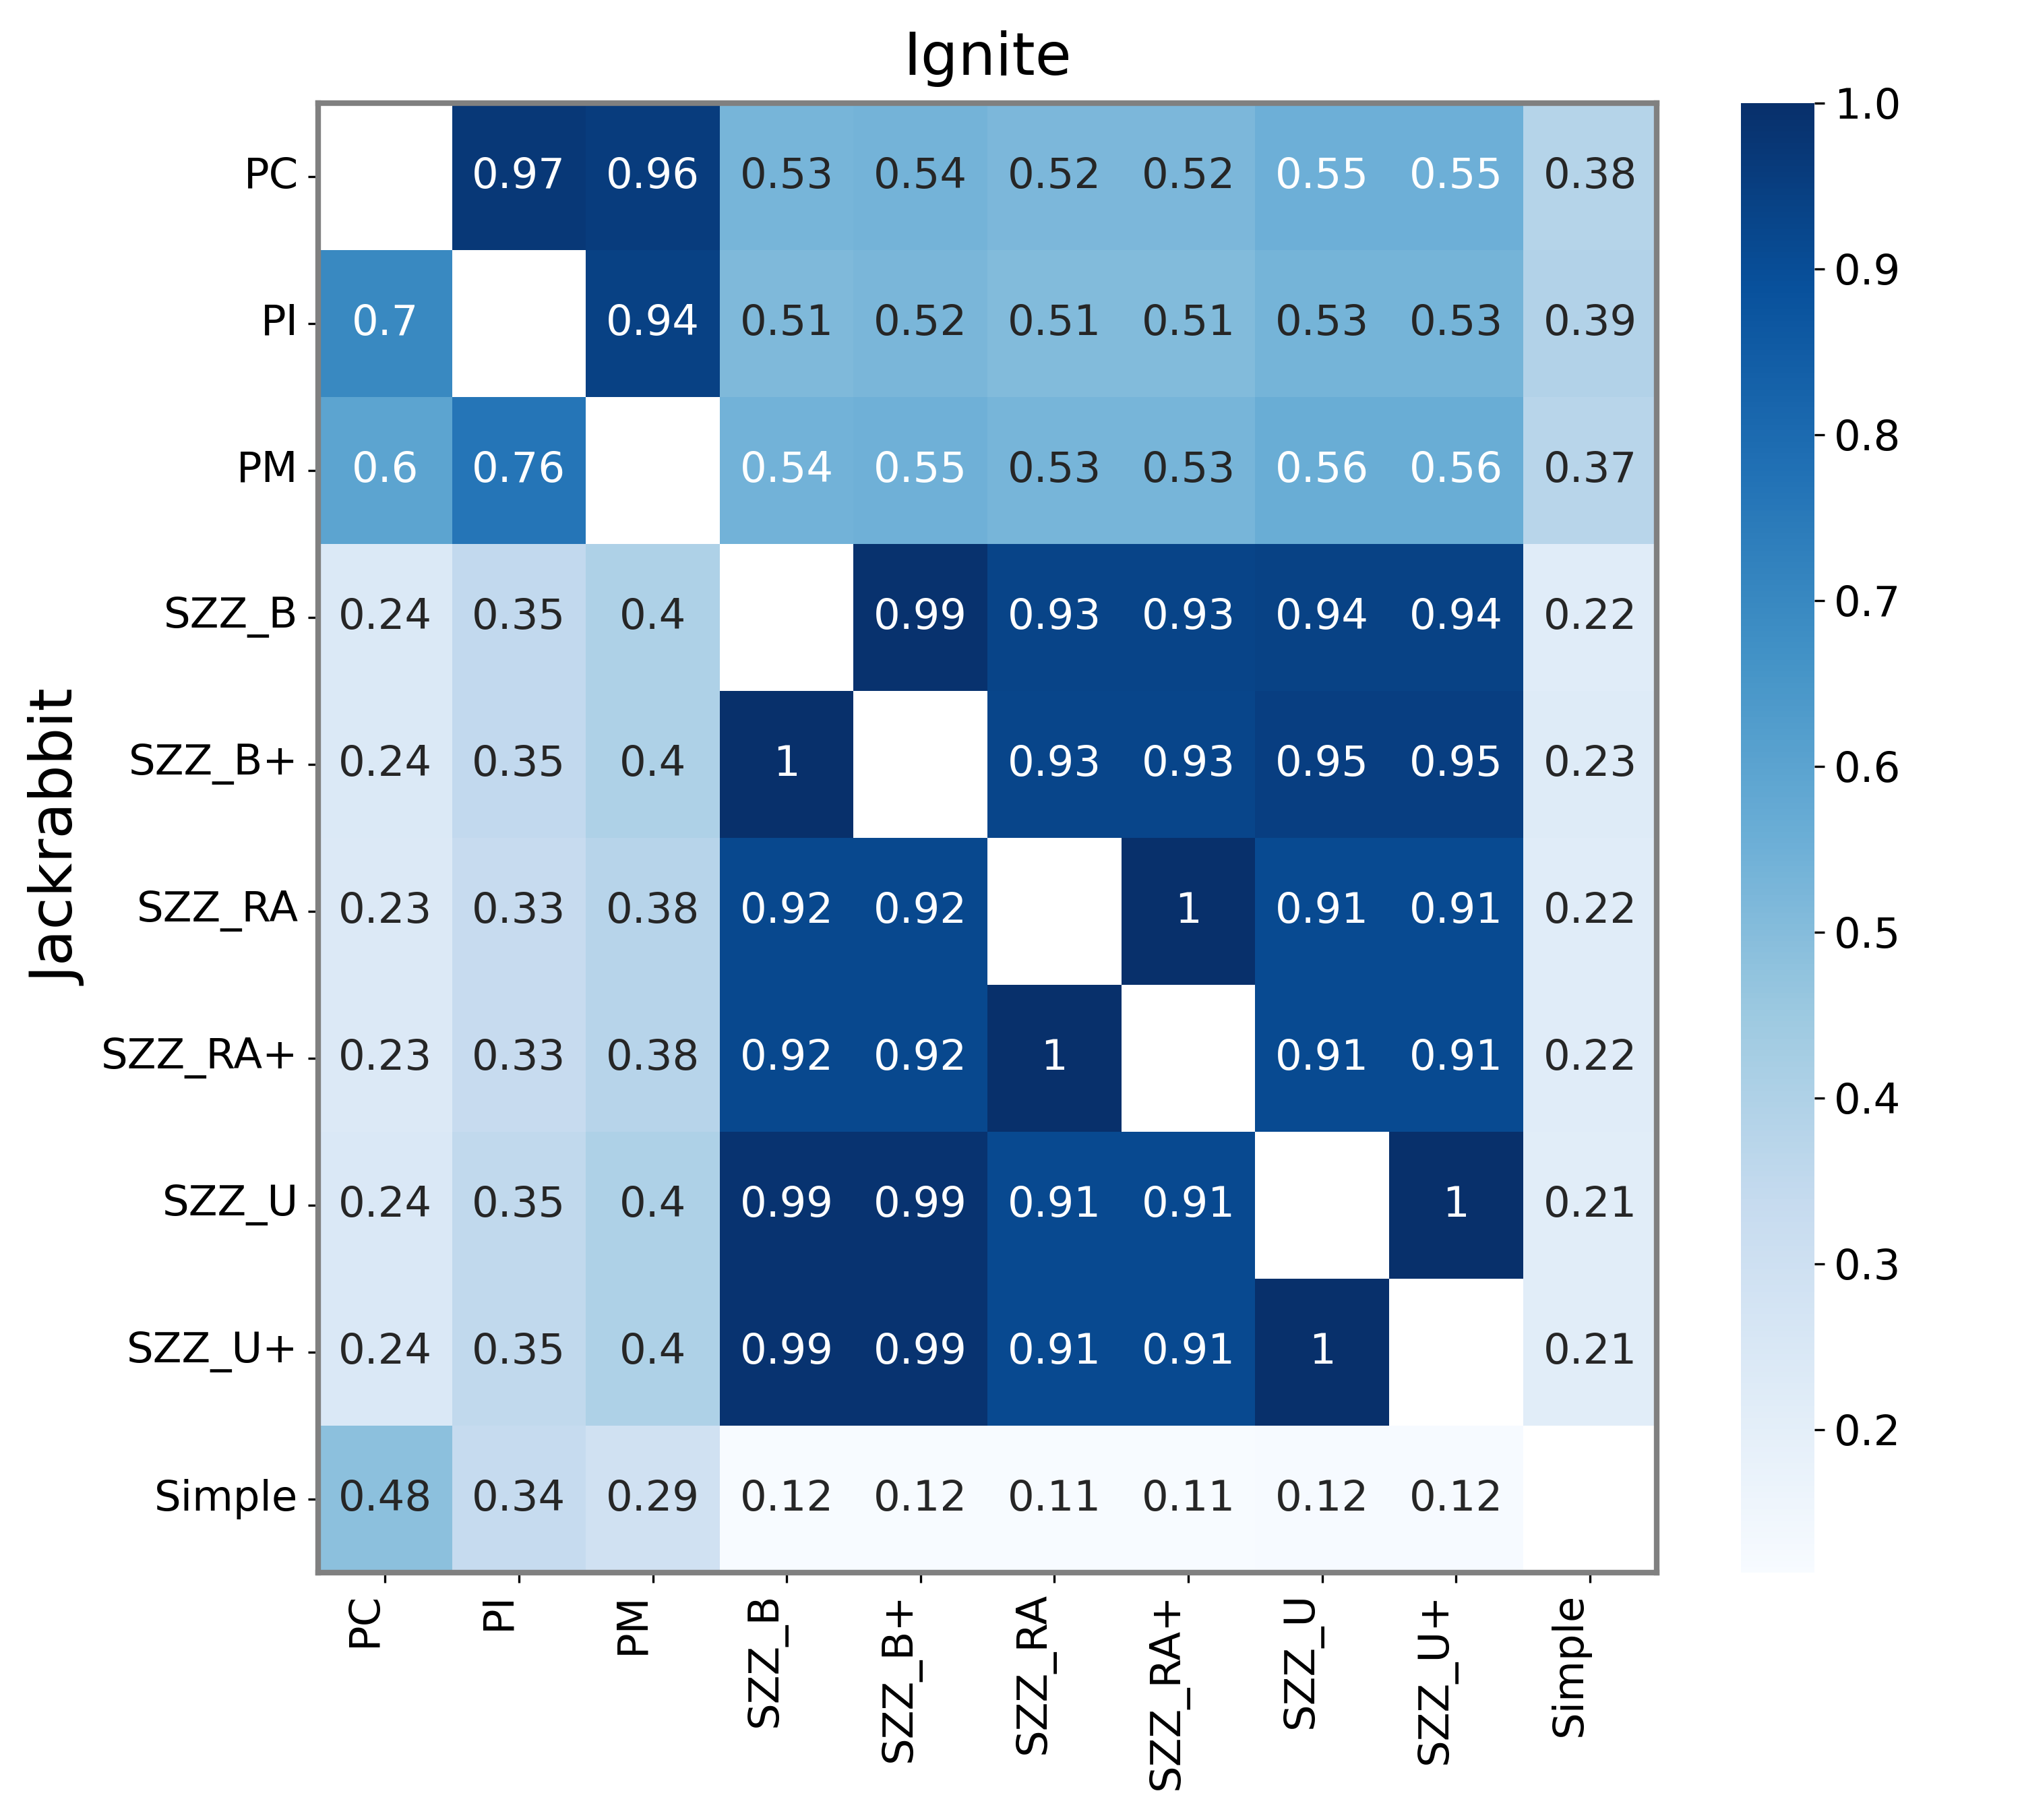 Ignite
Jackrabbit
PC 0.97 0.96 0.53 0.54 0.52 0.52 0.55 0.55 0.38
PI 0.7 0.94 0.51 0.52 0.51 0.51 0.53 0.53 0.39
PM 0.6 0.76 0.54 0.55 0.53 0.53 0.56 0.56 0.37
SZZ_B 0.24 0.35 0.4 0.99 0.93 0.93 0.94 0.94 0.22
SZZ_B+ 0.24 0.35 0.4 1 0.93 0.93 0.95 0.95 0.23
SZZ_RA 0.23 0.33 0.38 0.92 0.92 1 0.91 0.91 0.22
SZZ_RA+ 0.23 0.33 0.38 0.92 0.92 1 0.91 0.91 0.22
SZZ_U 0.24 0.35 0.4 0.99 0.99 0.91 0.91 1 0.21
SZZ_U+ 0.24 0.35 0.4 0.99 0.99 0.91 0.91 1 0.21
Simple 0.48 0.34 0.29 0.12 0.12 0.11 0.11 0.12 0.12
PC PI PM SZZ_B SZZ_B+ SZZ_RA SZZ_RA+ SZZ_U SZZ_U+ Simple
1.0
0.9
0.8
0.7
0.6
0.5
0.4
0.3
0.2